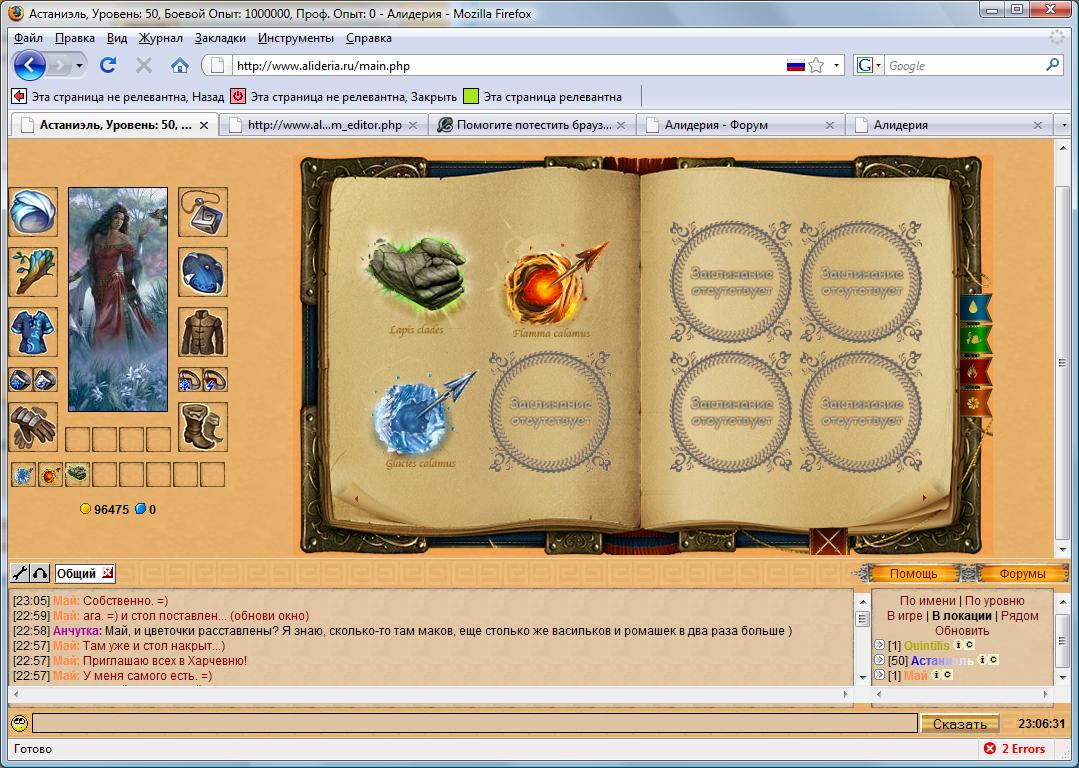 Астаниэль, Уровень: 50, Боевой Опыт: 1000000, Проф. Опыт: 0 - Алидерия - Mozilla Firefox
Файл Правка Вид Журнал Закладки Инструменты Справка
http://www.alideria.ru/main.php
G Google
Эта страница не релевантна, Назад Эта страница не релевантна, Закрыть Эта страница релевантна
Астаниэль, Уровень: 50, ... http://www.al...m_editor.php Помогите потестить брауз... Алидерия - Форум Алидерия
Заклинание отсутствует
Заклинание отсутствует
Lapis clades
Flamma calamus
Заклинание отсутствует
Заклинание отсутствует
Заклинание отсутствует
Glacies calamus
96475 0
Общий
Помощь Форумы
[23:05] Май: Собственно. =)
[22:59] Май: ага. =) и стол поставлен... (обнови окно)
[22:58] Анчутка: Май, и цветочки расставлены? Я знаю, сколько-то там маков, еще столько же васильков и ромашек в два раза больше )
[22:57] Май: Там уже и стол накрыт...)
[22:57] Май: Приглашаю всех в Харчевню!
[22:57] Май: У меня самого есть. =)
По имени | По уровню
В игре | В локации | Рядом
Обновить
[1] Quintilis i c
[50] Астаниэль i c
[1] Май i c
Сказать 23:06:31
Готово
2 Errors